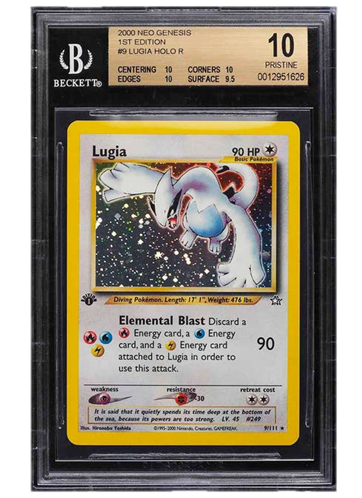 2000 NEO GENESIS
1ST EDITION
#9 LUGIA HOLO R
B
BECKETT
CENTERING 10 CORNERS 10
EDGES 10 SURFACE 9.5
10
PRISTINE
0012951626
Lugia
90 HP
Basic Pokémon
1
EDITION
Diving Pokémon. Length: 17' 1", Weight: 476 lbs.
Elemental Blast Discard a
Energy card, a Energy
card, and a Energy card
attached to Lugia in order to
use this attack.
90
weakness resistance retreat cost
-30
It is said that it quietly spends its time deep at the bottom of
the sea, because its powers are too strong. LV. 45 #249
Illus. Hironobu Yoshida ©1995-2000 Nintendo, Creatures, GAMEFREAK. 9/111 ★